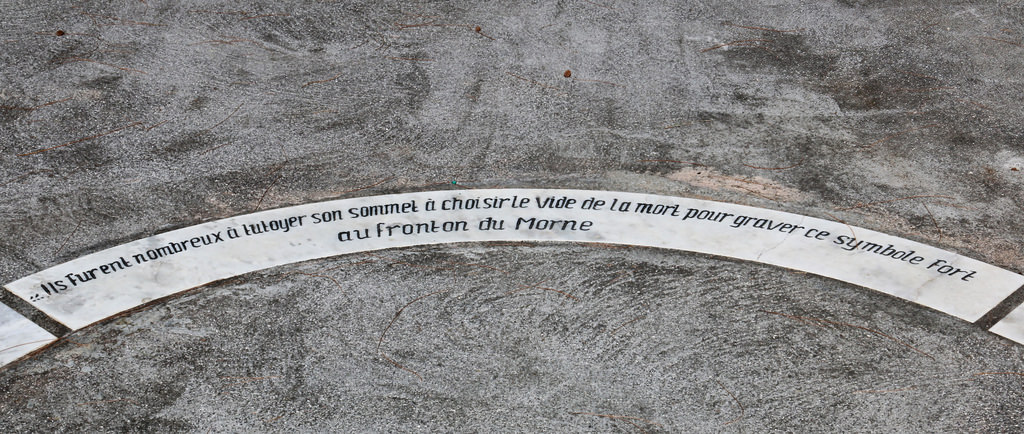 ...Ils Furent nombreux à tutoyer son sommet à choisir le vide de la mort pour graver ce symbole Fort
au fronton du Morne